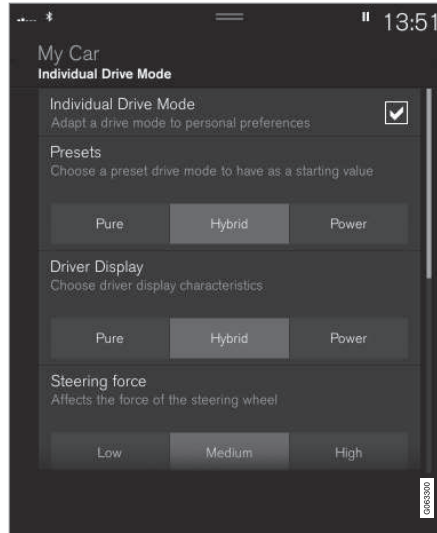 13:51
My Car
Individual Drive Mode
Individual Drive Mode
Adapt a drive mode to personal preferences
Presets
Choose a preset drive mode to have as a starting value
Pure Hybrid Power
Driver Display
Choose driver display characteristics
Pure Hybrid Power
Steering force
Affects the force of the steering wheel
Low Medium High
G063300